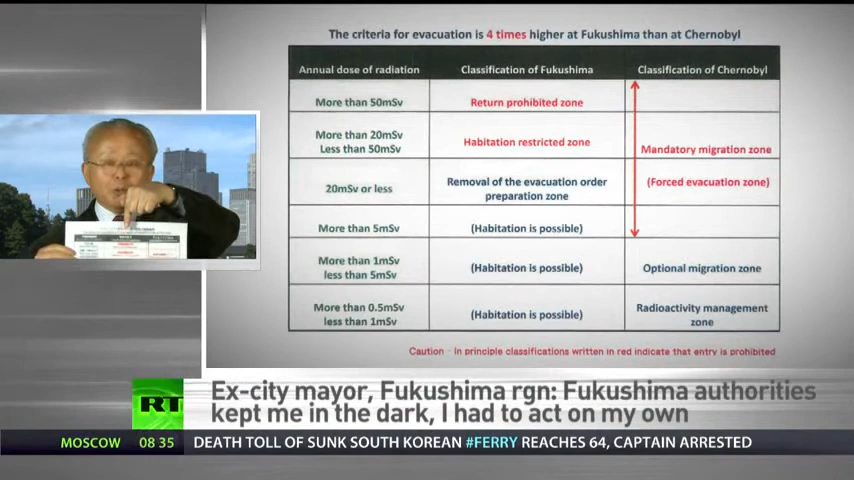 The criteria for evacuation is 4 times higher at Fukushima than at Chernobyl
Annual dose of radiation Classification of Fukushima Classification of Chernobyl
More than 50mSv Return prohibited zone
More than 20mSv
Less than 50mSv Habitation restricted zone
Mandatory migration zone
(Forced evacuation zone)
20mSv or less Removal of the evacuation order
preparation zone
More than 5mSv (Habitation is possible)
More than 1mSv
less than 5mSv (Habitation is possible) Optional migration zone
More than 0.5mSv
less than 1mSv (Habitation is possible) Radioactivity management
zone
Caution - In principle classifications written in red indicate that entry is prohibited
RT
Ex-city mayor, Fukushima rgn: Fukushima authorities
kept me in the dark, I had to act on my own
MOSCOW 08 35 DEATH TOLL OF SUNK SOUTH KOREAN #FERRY REACHES 64, CAPTAIN ARRESTED